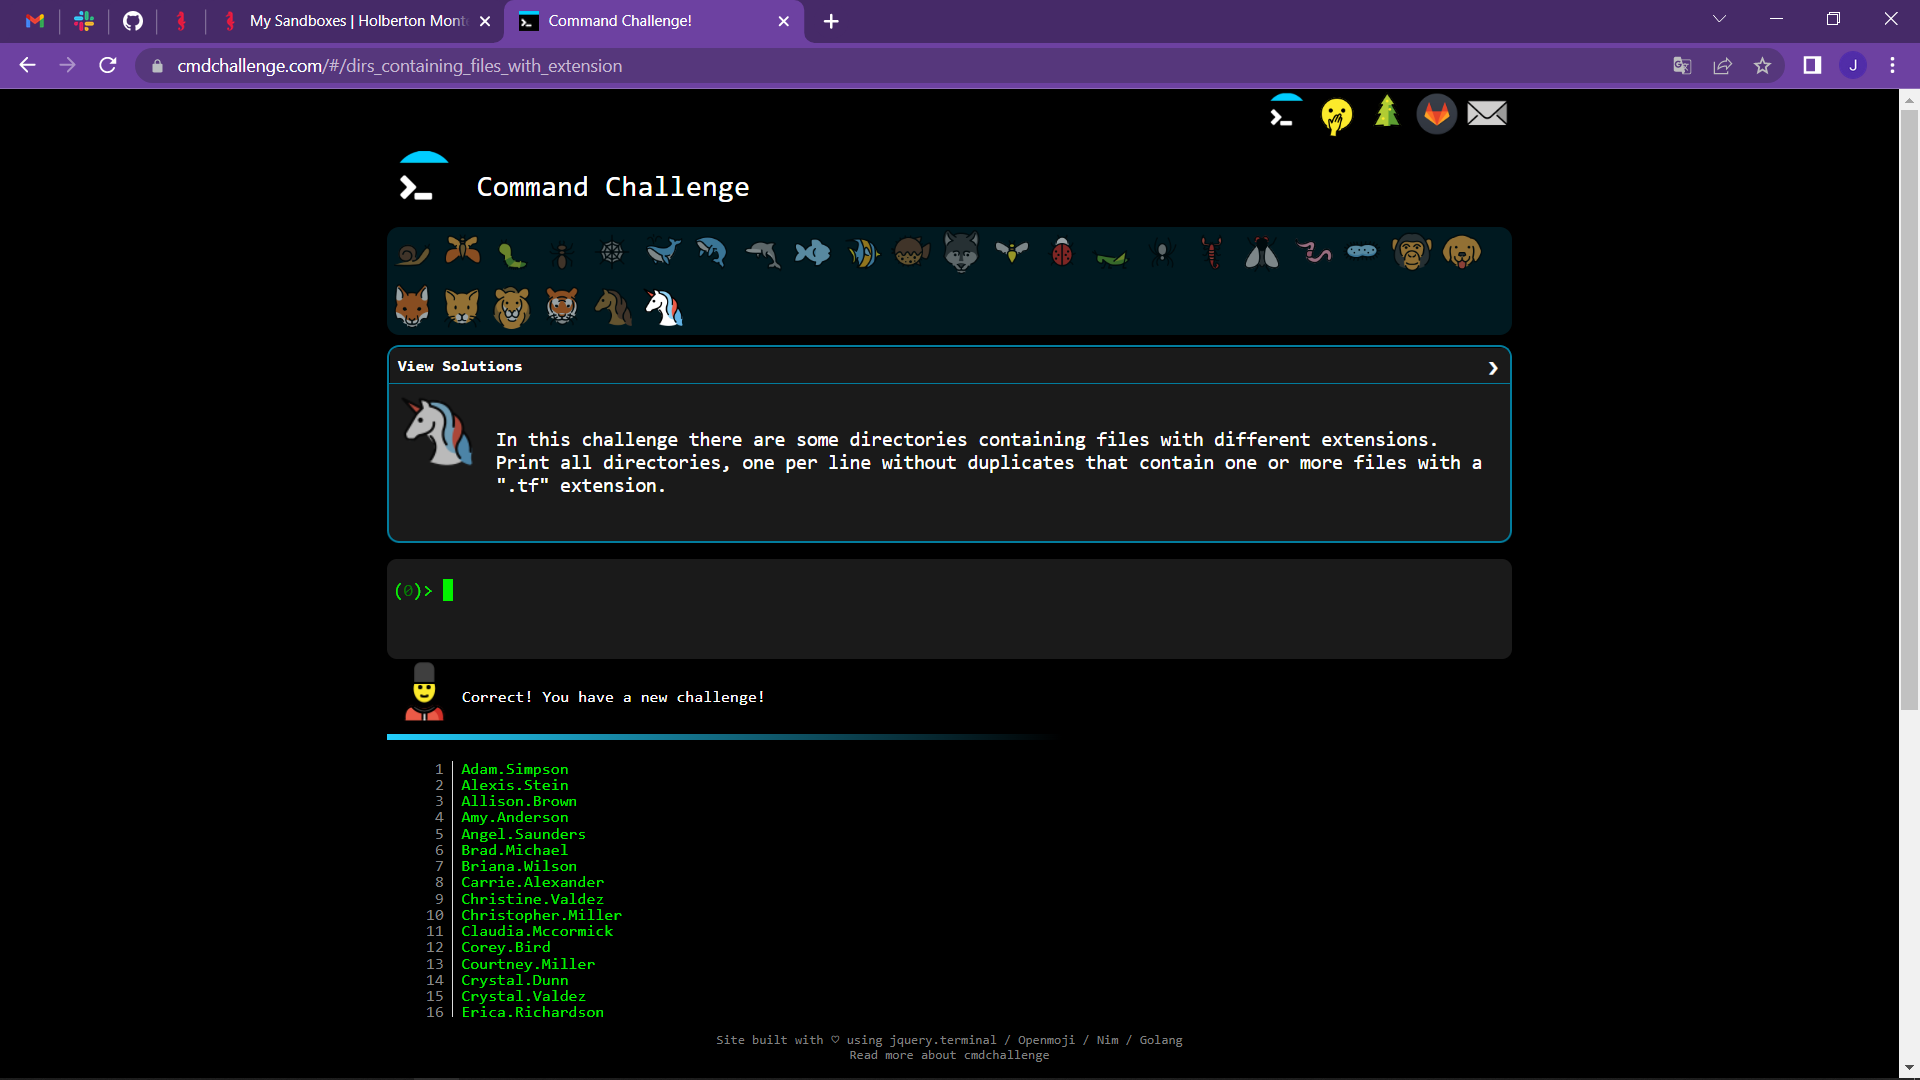 My Sandboxes | Holberton Mont
Command Challenge!
cmdchallenge.com/#/dirs_containing_files_with_extension
J
Command Challenge
View Solutions
In this challenge there are some directories containing files with different extensions.
Print all directories, one per line without duplicates that contain one or more files with a
".tf" extension.
(0)>
Correct! You have a new challenge!
1 Adam.Simpson
2 Alexis.Stein
3 Allison.Brown
4 Amy.Anderson
5 Angel.Saunders
6 Brad.Michael
7 Briana.Wilson
8 Carrie.Alexander
9 Christine.Valdez
10 Christopher.Miller
11 Claudia.Mccormick
12 Corey.Bird
13 Courtney.Miller
14 Crystal.Dunn
15 Crystal.Valdez
16 Erica.Richardson
Site built with ♡ using jquery.terminal / Openmoji / Nim / Golang
Read more about cmdchallenge